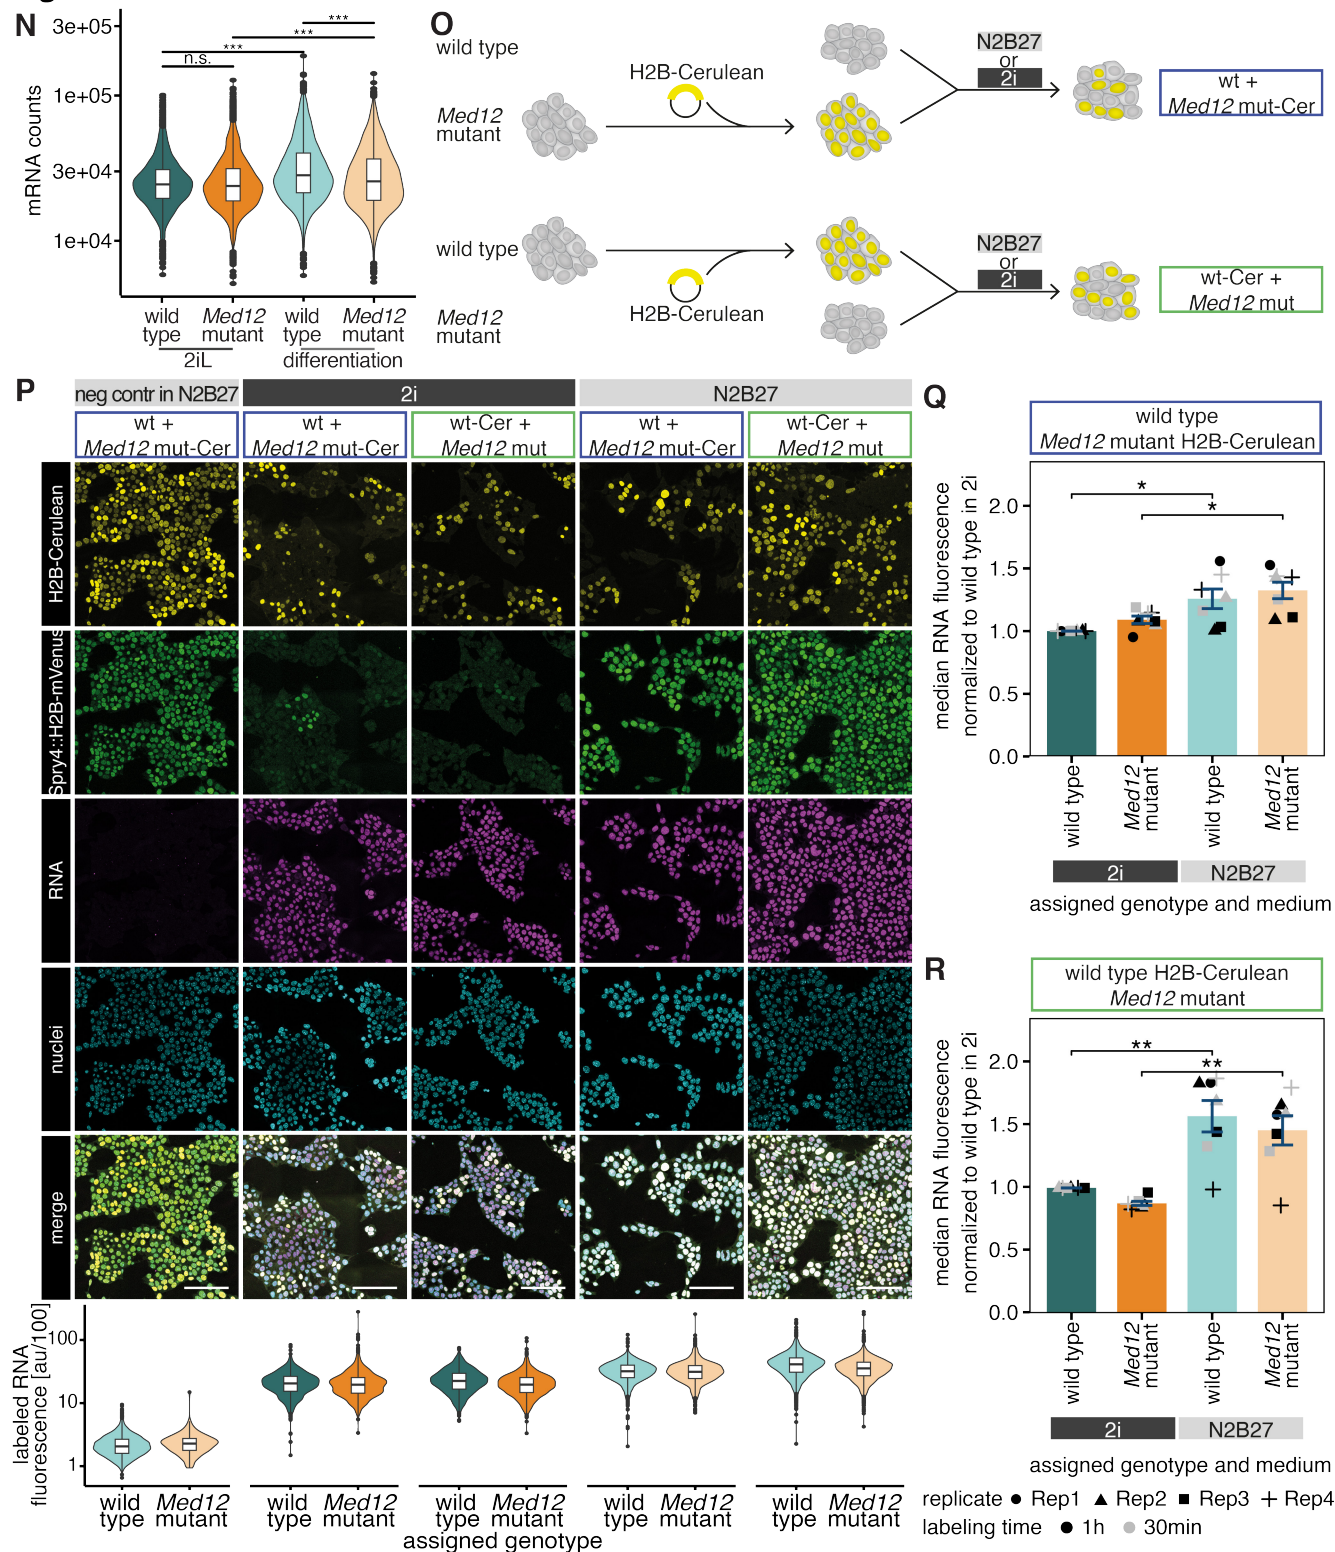 N
3e+05
1e+05
3e+04
1e+04
mRNA counts
n.s.
***
***
***
wild type
Med12 mutant
wild type
Med12 mutant
2iL
differentiation
O
wild type
Med12 mutant
H2B-Cerulean
N2B27
or
2i
wt +
Med12 mut-Cer
wild type
Med12 mutant
H2B-Cerulean
N2B27
or
2i
wt-Cer +
Med12 mut
P
neg contr in N2B27
2i
N2B27
wt +
Med12 mut-Cer
wt +
Med12 mut-Cer
wt-Cer +
Med12 mut
wt +
Med12 mut-Cer
wt-Cer +
Med12 mut
H2B-Cerulean
Spry4::H2B-mVenus
RNA
nuclei
merge
labeled RNA
fluorescence [au/100]
100
10
1
wild type
Med12 mutant
wild type
Med12 mutant
wild type
Med12 mutant
wild type
Med12 mutant
wild type
Med12 mutant
assigned genotype
Q
wild type
Med12 mutant H2B-Cerulean
median RNA fluorescence
normalized to wild type in 2i
2.0
1.5
1.0
0.5
0.0
*
*
wild type
Med12 mutant
wild type
Med12 mutant
2i
N2B27
assigned genotype and medium
R
wild type H2B-Cerulean
Med12 mutant
median RNA fluorescence
normalized to wild type in 2i
2.0
1.5
1.0
0.5
0.0
**
**
wild type
Med12 mutant
wild type
Med12 mutant
2i
N2B27
assigned genotype and medium
replicate Rep1 Rep2 Rep3 Rep4
labeling time 1h 30min